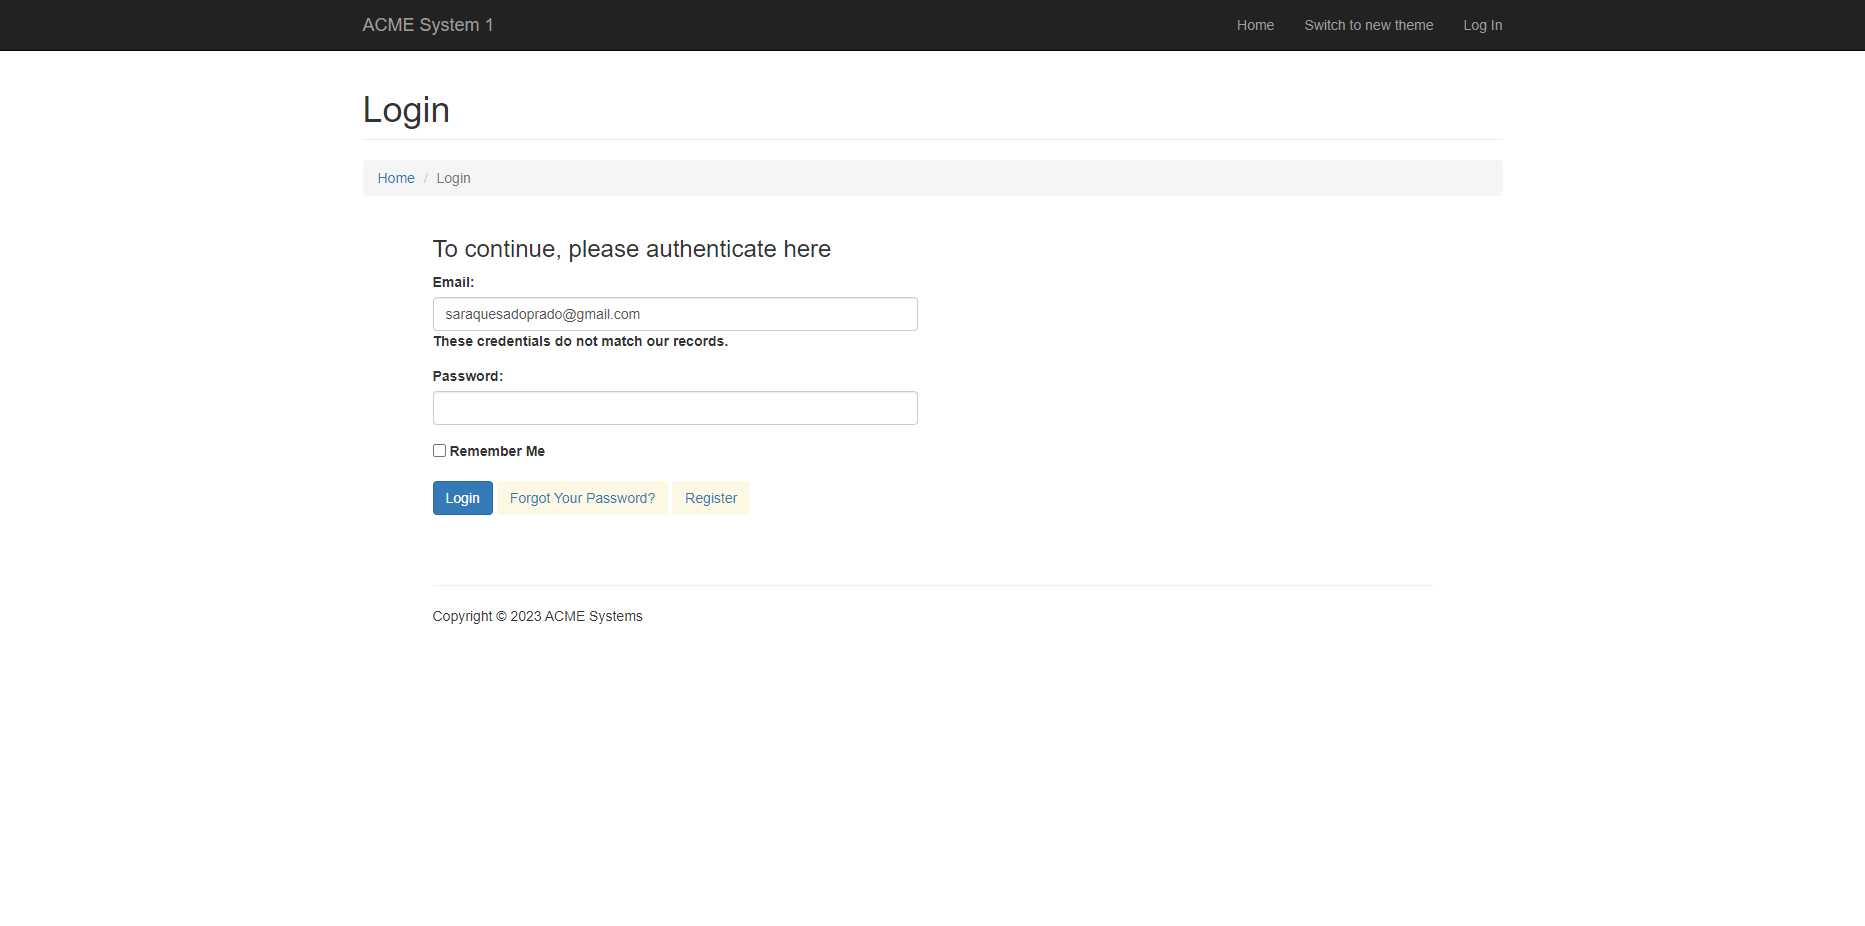 ACME System 1 Home Switch to new theme Log In
Login
Home / Login
To continue, please authenticate here
Email:
saraquesadoprado@gmail.com
These credentials do not match our records.
Password:
Remember Me
Login Forgot Your Password? Register
Copyright © 2023 ACME Systems